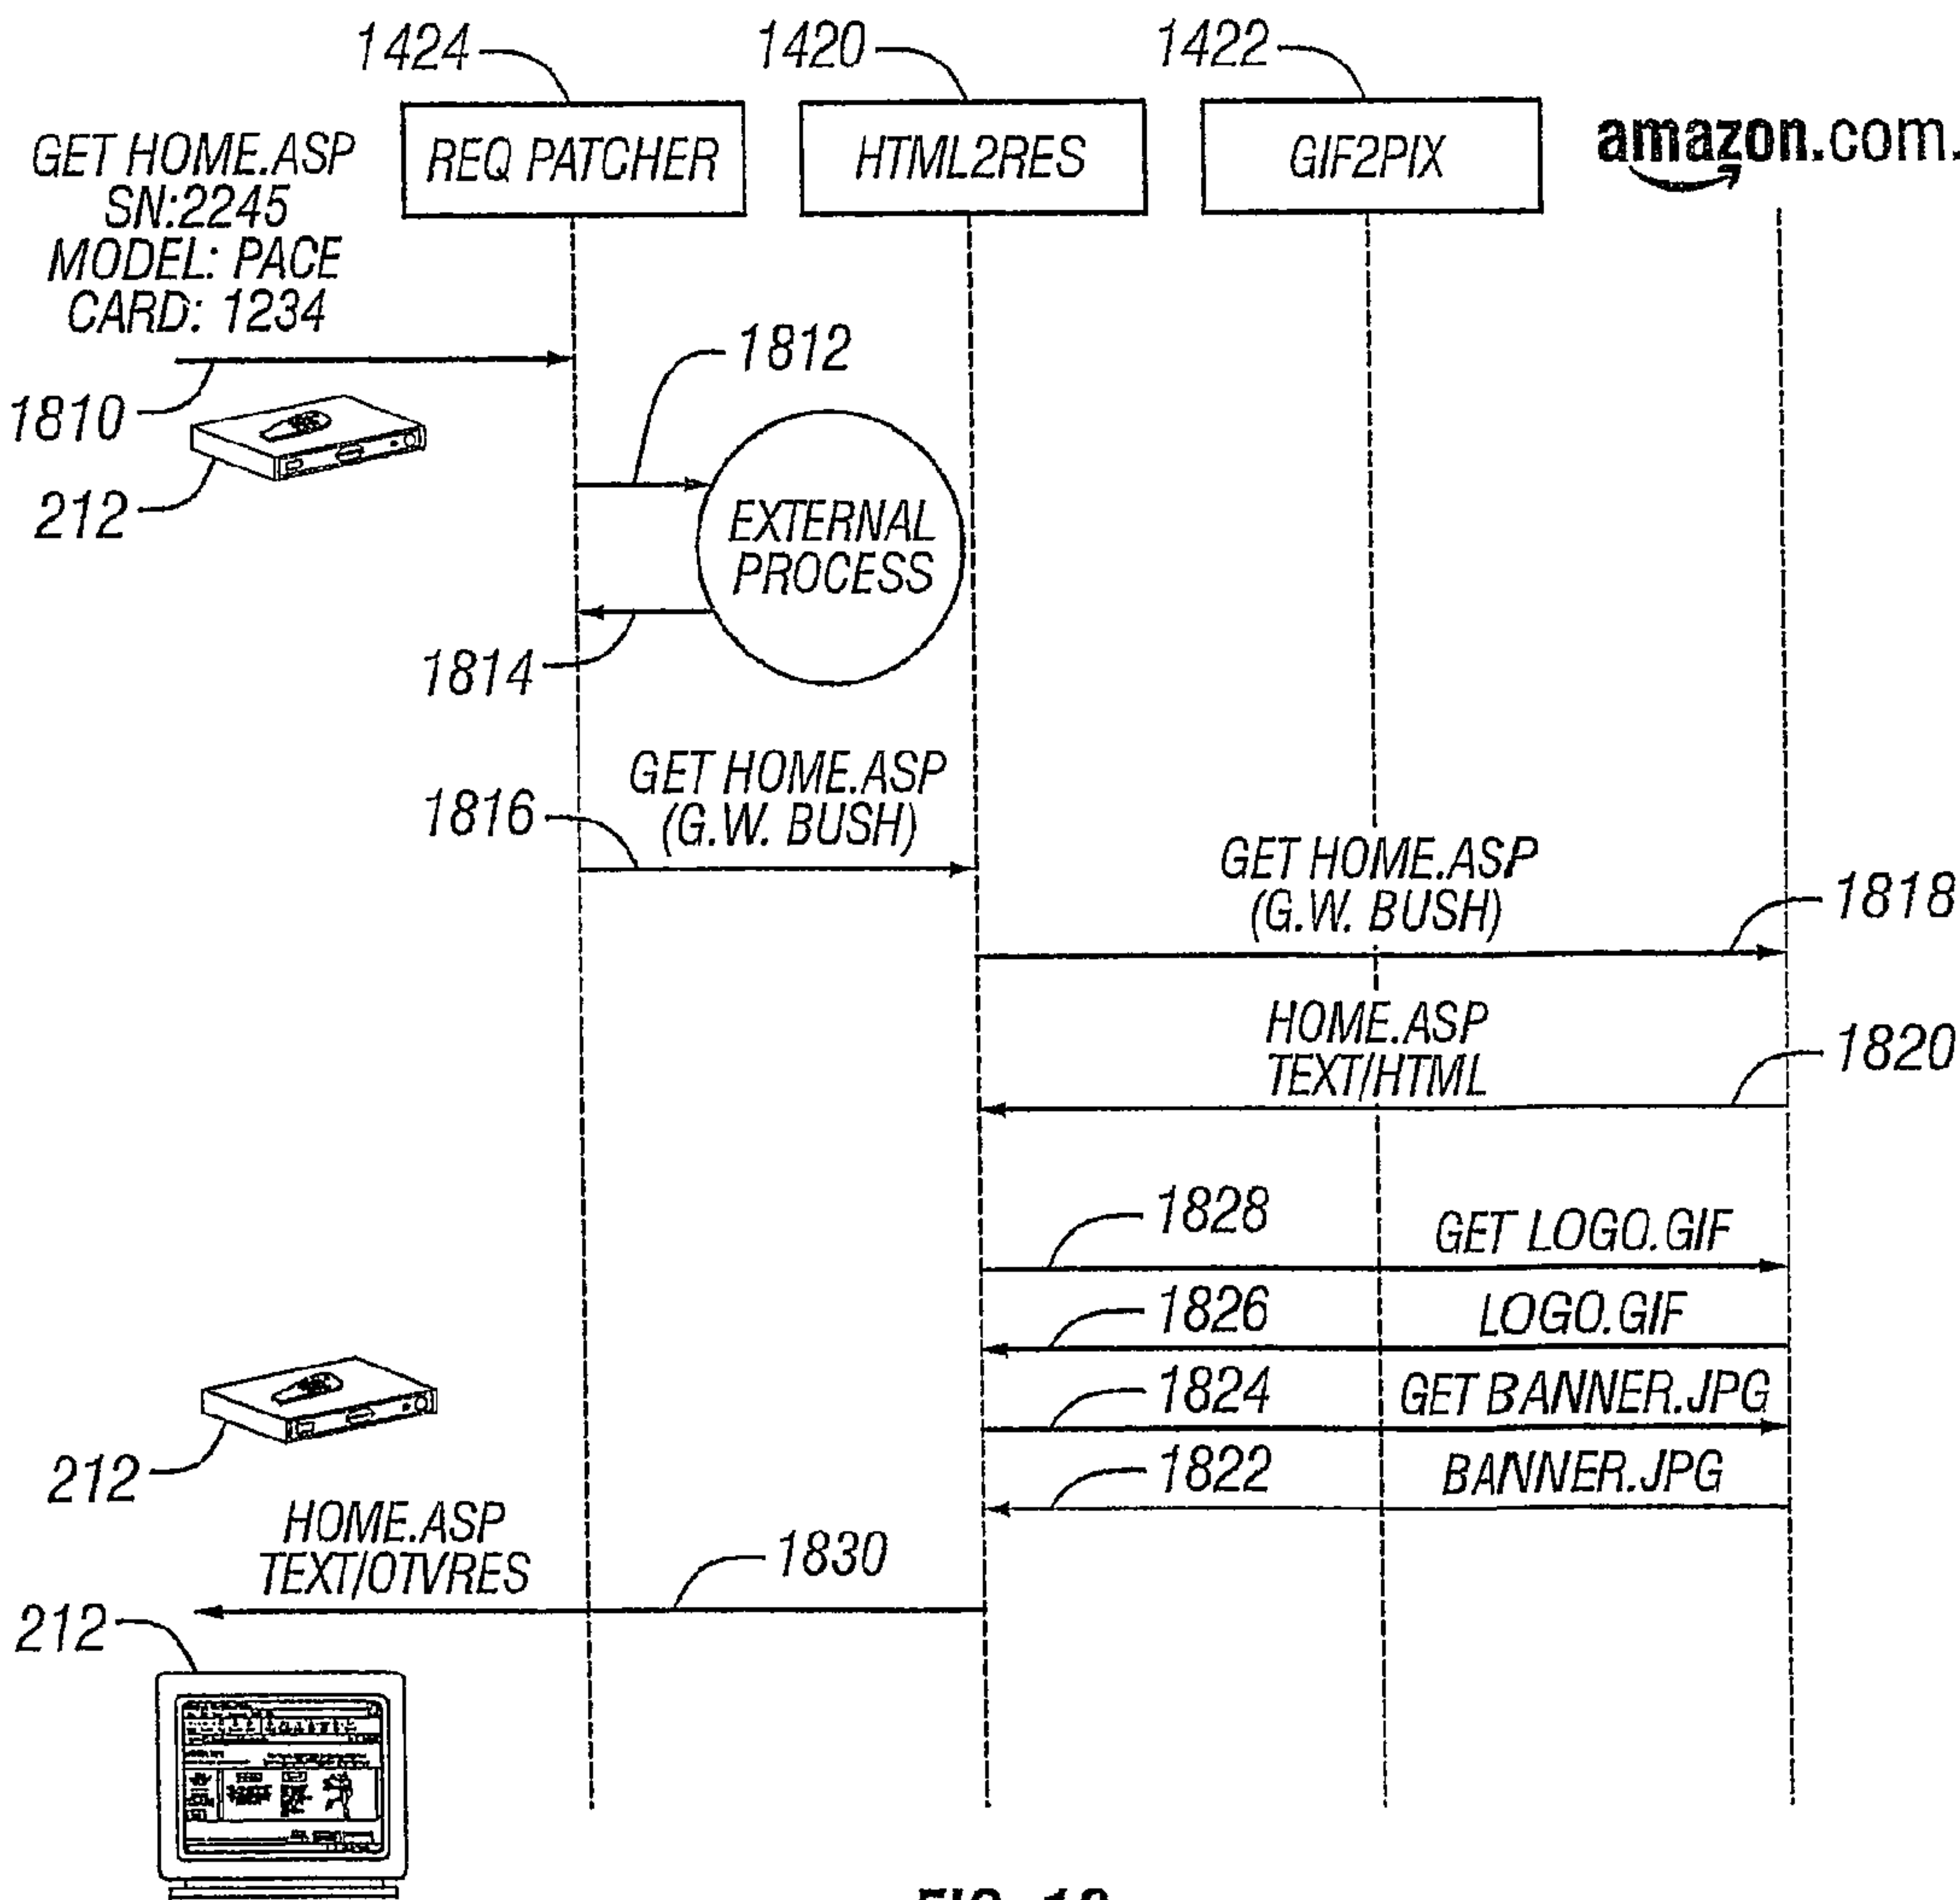 1424
1420
1422
REQ PATCHER
HTML2RES
GIF2PIX
amazon.com.
GET HOME.ASP
SN:2245
MODEL: PACE
CARD: 1234
1810
212
1812
EXTERNAL
PROCESS
1814
GET HOME.ASP
(G.W. BUSH)
1816
GET HOME.ASP
(G.W. BUSH)
1818
HOME.ASP
TEXT/HTML
1820
1828
GET LOGO.GIF
1826
LOGO.GIF
1824
GET BANNER.JPG
1822
BANNER.JPG
212
HOME.ASP
TEXT/OTVRES
1830
212